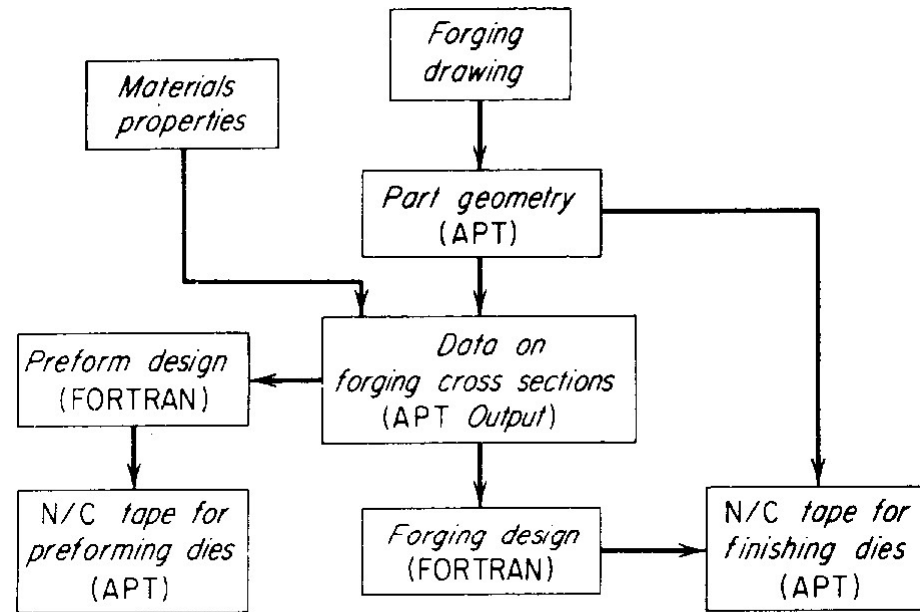 Forging
drawing
Materials
properties
Part geometry
(APT)
Data on
forging cross sections
(APT Output)
Preform design
(FORTRAN)
N/C tape for
preforming dies
(APT)
Forging design
(FORTRAN)
N/C tape for
finishing dies
(APT)